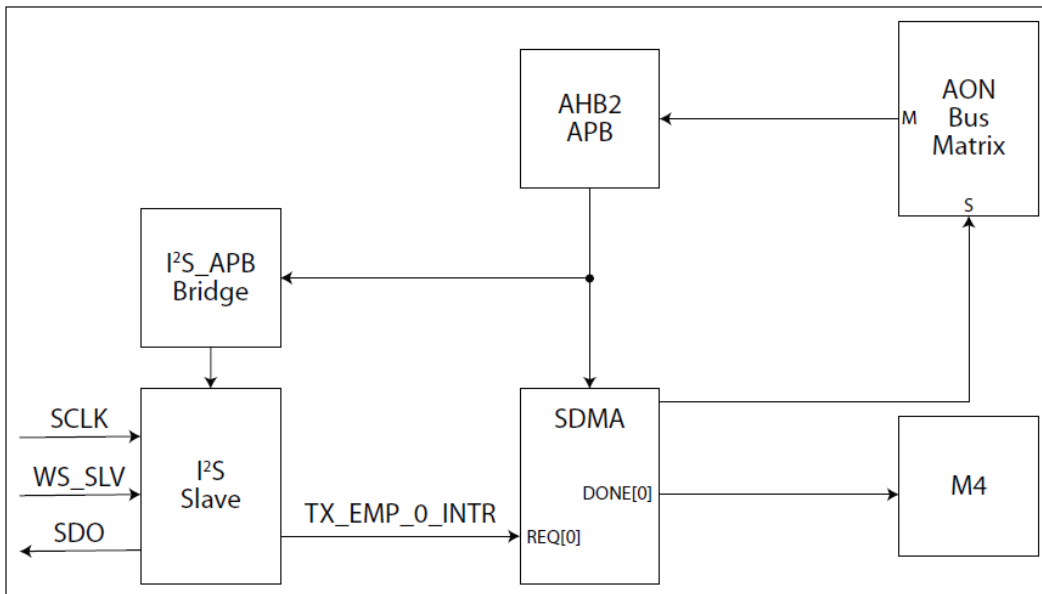 AHB2
APB
AON
Bus
Matrix
M
S
I²S_APB
Bridge
SCLK
WS_SLV
SDO
I²S
Slave
TX_EMP_0_INTR
SDMA
DONE[0]
REQ[0]
M4